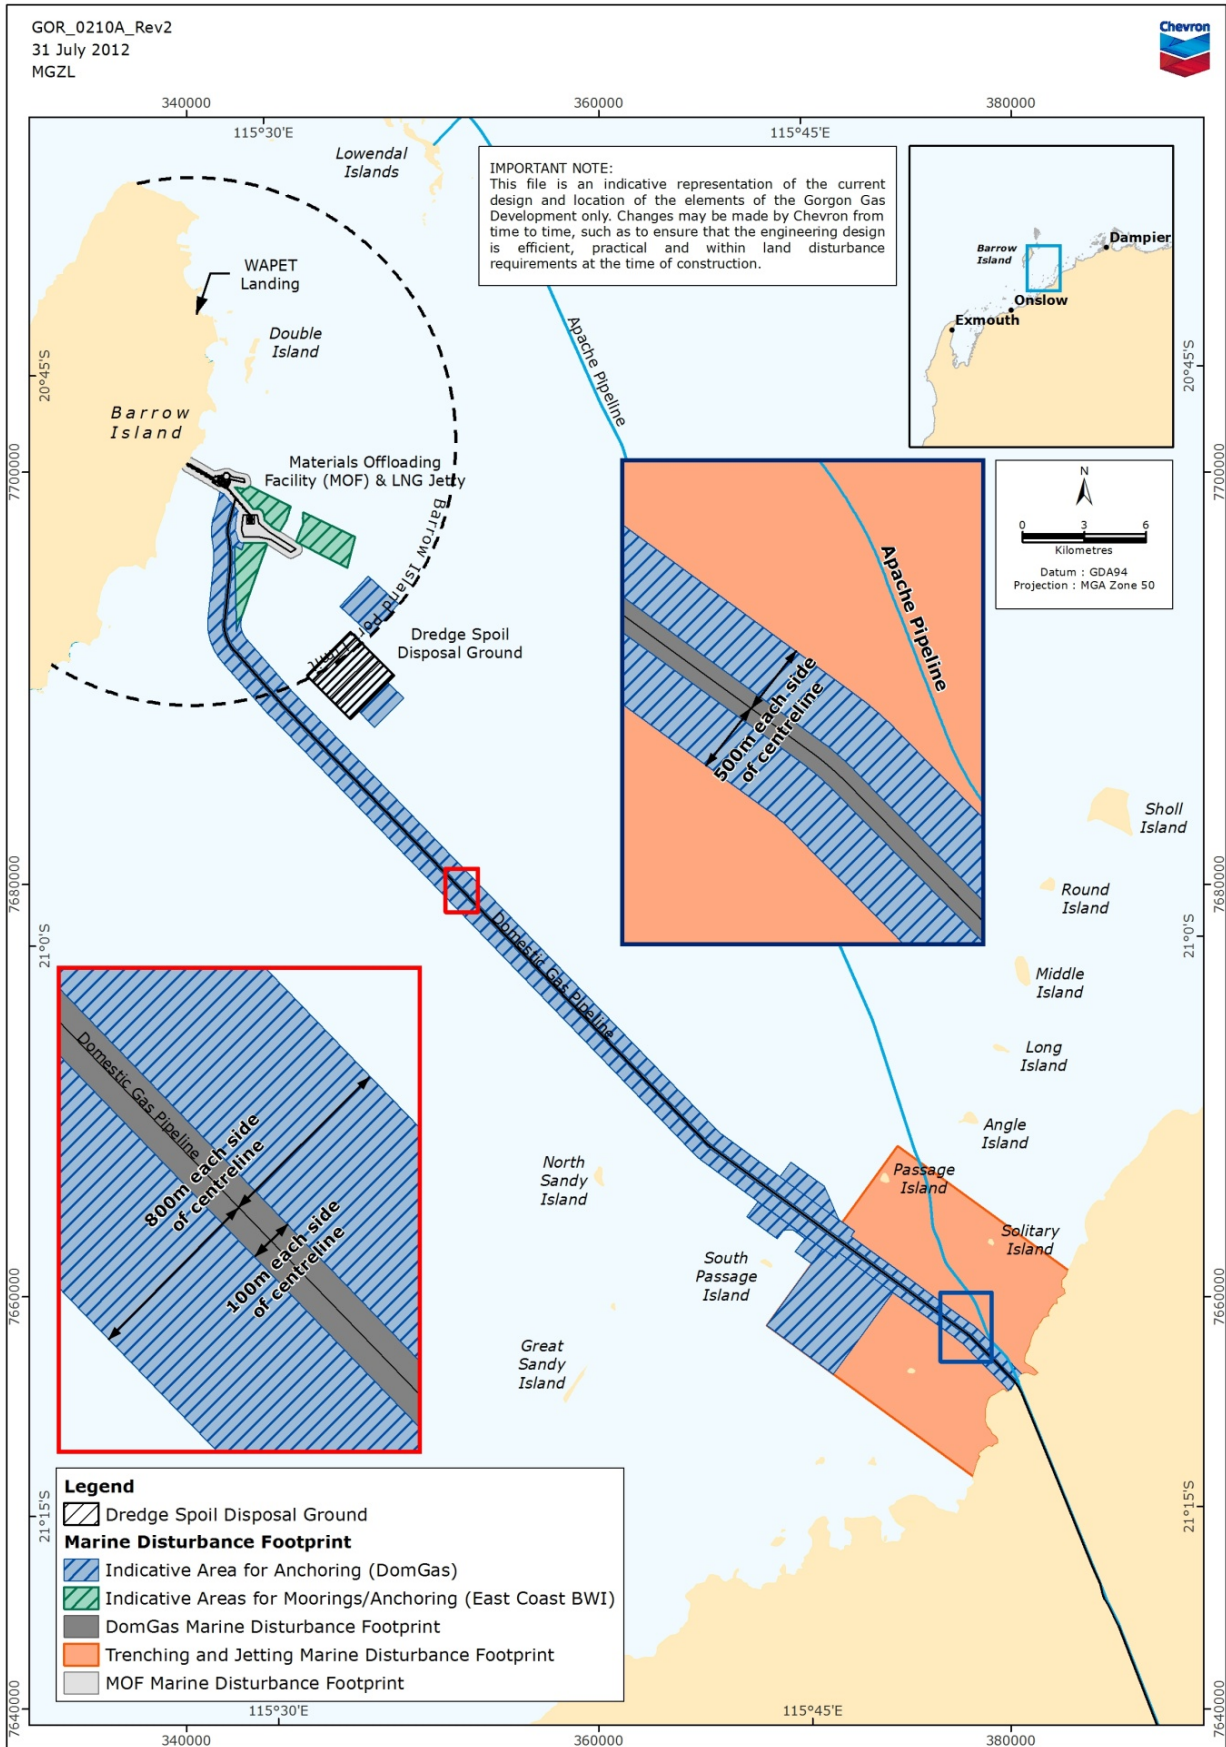 GOR_0210A_Rev2
31 July 2012
MGZL
Chevron
340000
360000
380000
115°30'E
115°45'E
Lowendal
Islands
IMPORTANT NOTE:
This file is an indicative representation of the current
design and location of the elements of the Gorgon Gas
Development only. Changes may be made by Chevron from
time to time, such as to ensure that the engineering design
is efficient, practical and within land disturbance
requirements at the time of construction.
Barrow
Island
Dampier
Onslow
Exmouth
WAPET
Landing
Double
Island
Apache Pipeline
20°45'S
20°45'S
Barrow
Island
Materials Offloading
Facility (MOF) & LNG Jetty
7700000
7700000
N
0 3 6
Kilometres
Datum : GDA94
Projection : MGA Zone 50
Barrow Island Port Limit
Apache Pipeline
500m each side
of centreline
Dredge Spoil
Disposal Ground
Sholl
Island
7680000
7680000
Round
Island
21°0'S
21°0'S
Domestic Gas Pipeline
Middle
Island
Long
Island
Domestic Gas Pipeline
800m each side
of centreline
100m each side
of centreline
Angle
Island
North
Sandy
Island
Passage
Island
Solitary
Island
South
Passage
Island
7660000
7660000
Great
Sandy
Island
Legend
Dredge Spoil Disposal Ground
Marine Disturbance Footprint
Indicative Area for Anchoring (DomGas)
Indicative Areas for Moorings/Anchoring (East Coast BWI)
DomGas Marine Disturbance Footprint
Trenching and Jetting Marine Disturbance Footprint
MOF Marine Disturbance Footprint
21°15'S
21°15'S
7640000
7640000
115°30'E
115°45'E
340000
360000
380000